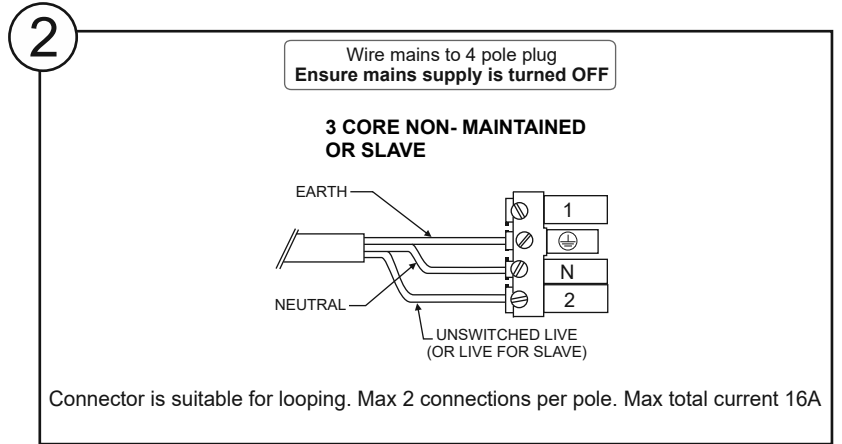 2
Wire mains to 4 pole plug
Ensure mains supply is turned OFF
3 CORE NON- MAINTAINED
OR SLAVE
EARTH
1
N
NEUTRAL
2
UNSWITCHED LIVE
(OR LIVE FOR SLAVE)
Connector is suitable for looping. Max 2 connections per pole. Max total current 16A